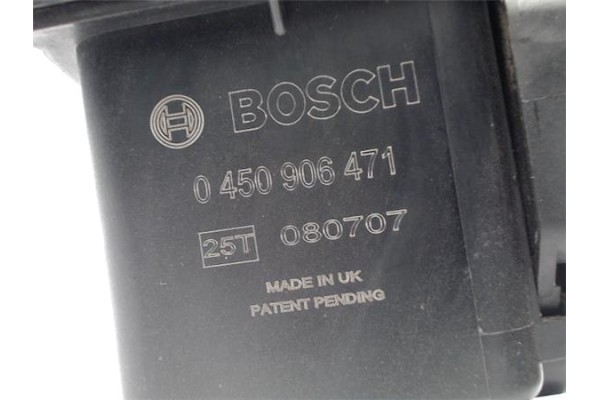 BOSCH
0 450 906 471
25T 080707
MADE IN UK
PATENT PENDING